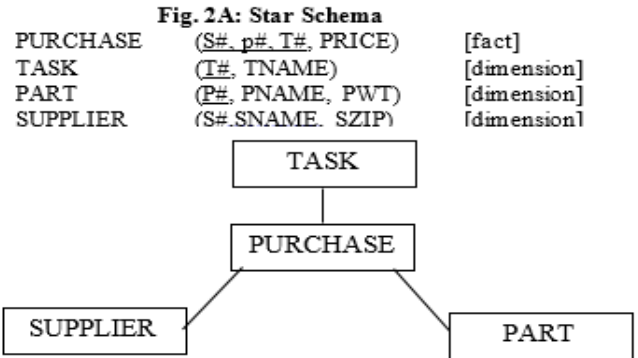 Fig. 2A: Star Schema
PURCHASE (S#, p#, T#, PRICE) [fact]
TASK (T#, TNAME) [dimension]
PART (P#, PNAME, PWT) [dimension]
SUPPLIER (S#,SNAME, SZIP) [dimension]
TASK
PURCHASE
SUPPLIER
PART